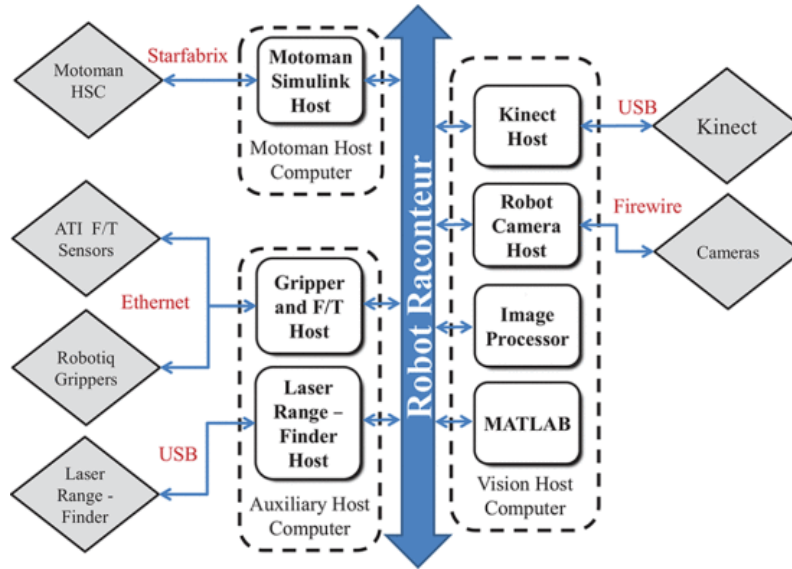 Motoman
HSC
Starfabrix
Motoman
Simulink
Host
Motoman Host
Computer
ATI F/T
Sensors
Ethernet
Robotiq
Grippers
Gripper
and F/T
Host
Laser
Range –
Finder
Host
USB
Laser
Range -
Finder
Auxiliary Host
Computer
Robot Raconteur
Kinect
Host
USB
Kinect
Robot
Camera
Host
Firewire
Cameras
Image
Processor
MATLAB
Vision Host
Computer